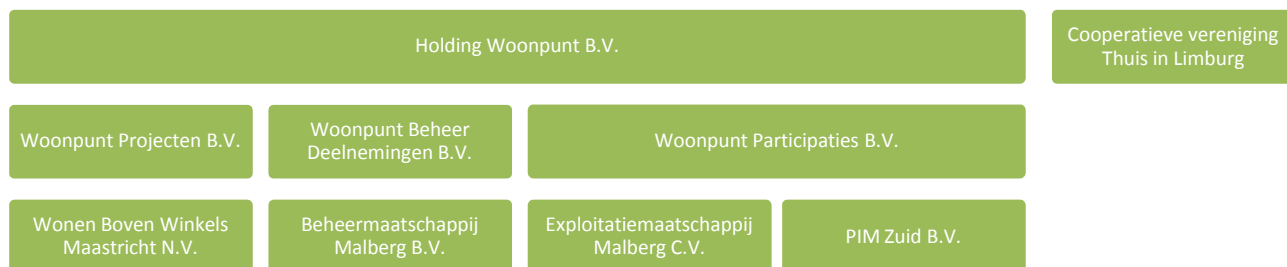 Holding Woonpunt B.V.
Cooperatieve vereniging
Thuis in Limburg
Woonpunt Projecten B.V.
Woonpunt Beheer
Deelnemingen B.V.
Woonpunt Participaties B.V.
Wonen Boven Winkels
Maastricht N.V.
Beheermaatschappij
Malberg B.V.
Exploitatiemaatschappij
Malberg C.V.
PIM Zuid B.V.